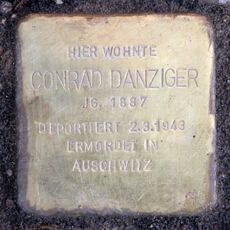 HIER WOHNTE
CONRAD DANZIGER
JG. 1887
DEPORTIERT 2.3.1943
ERMORDET IN
AUSCHWITZ